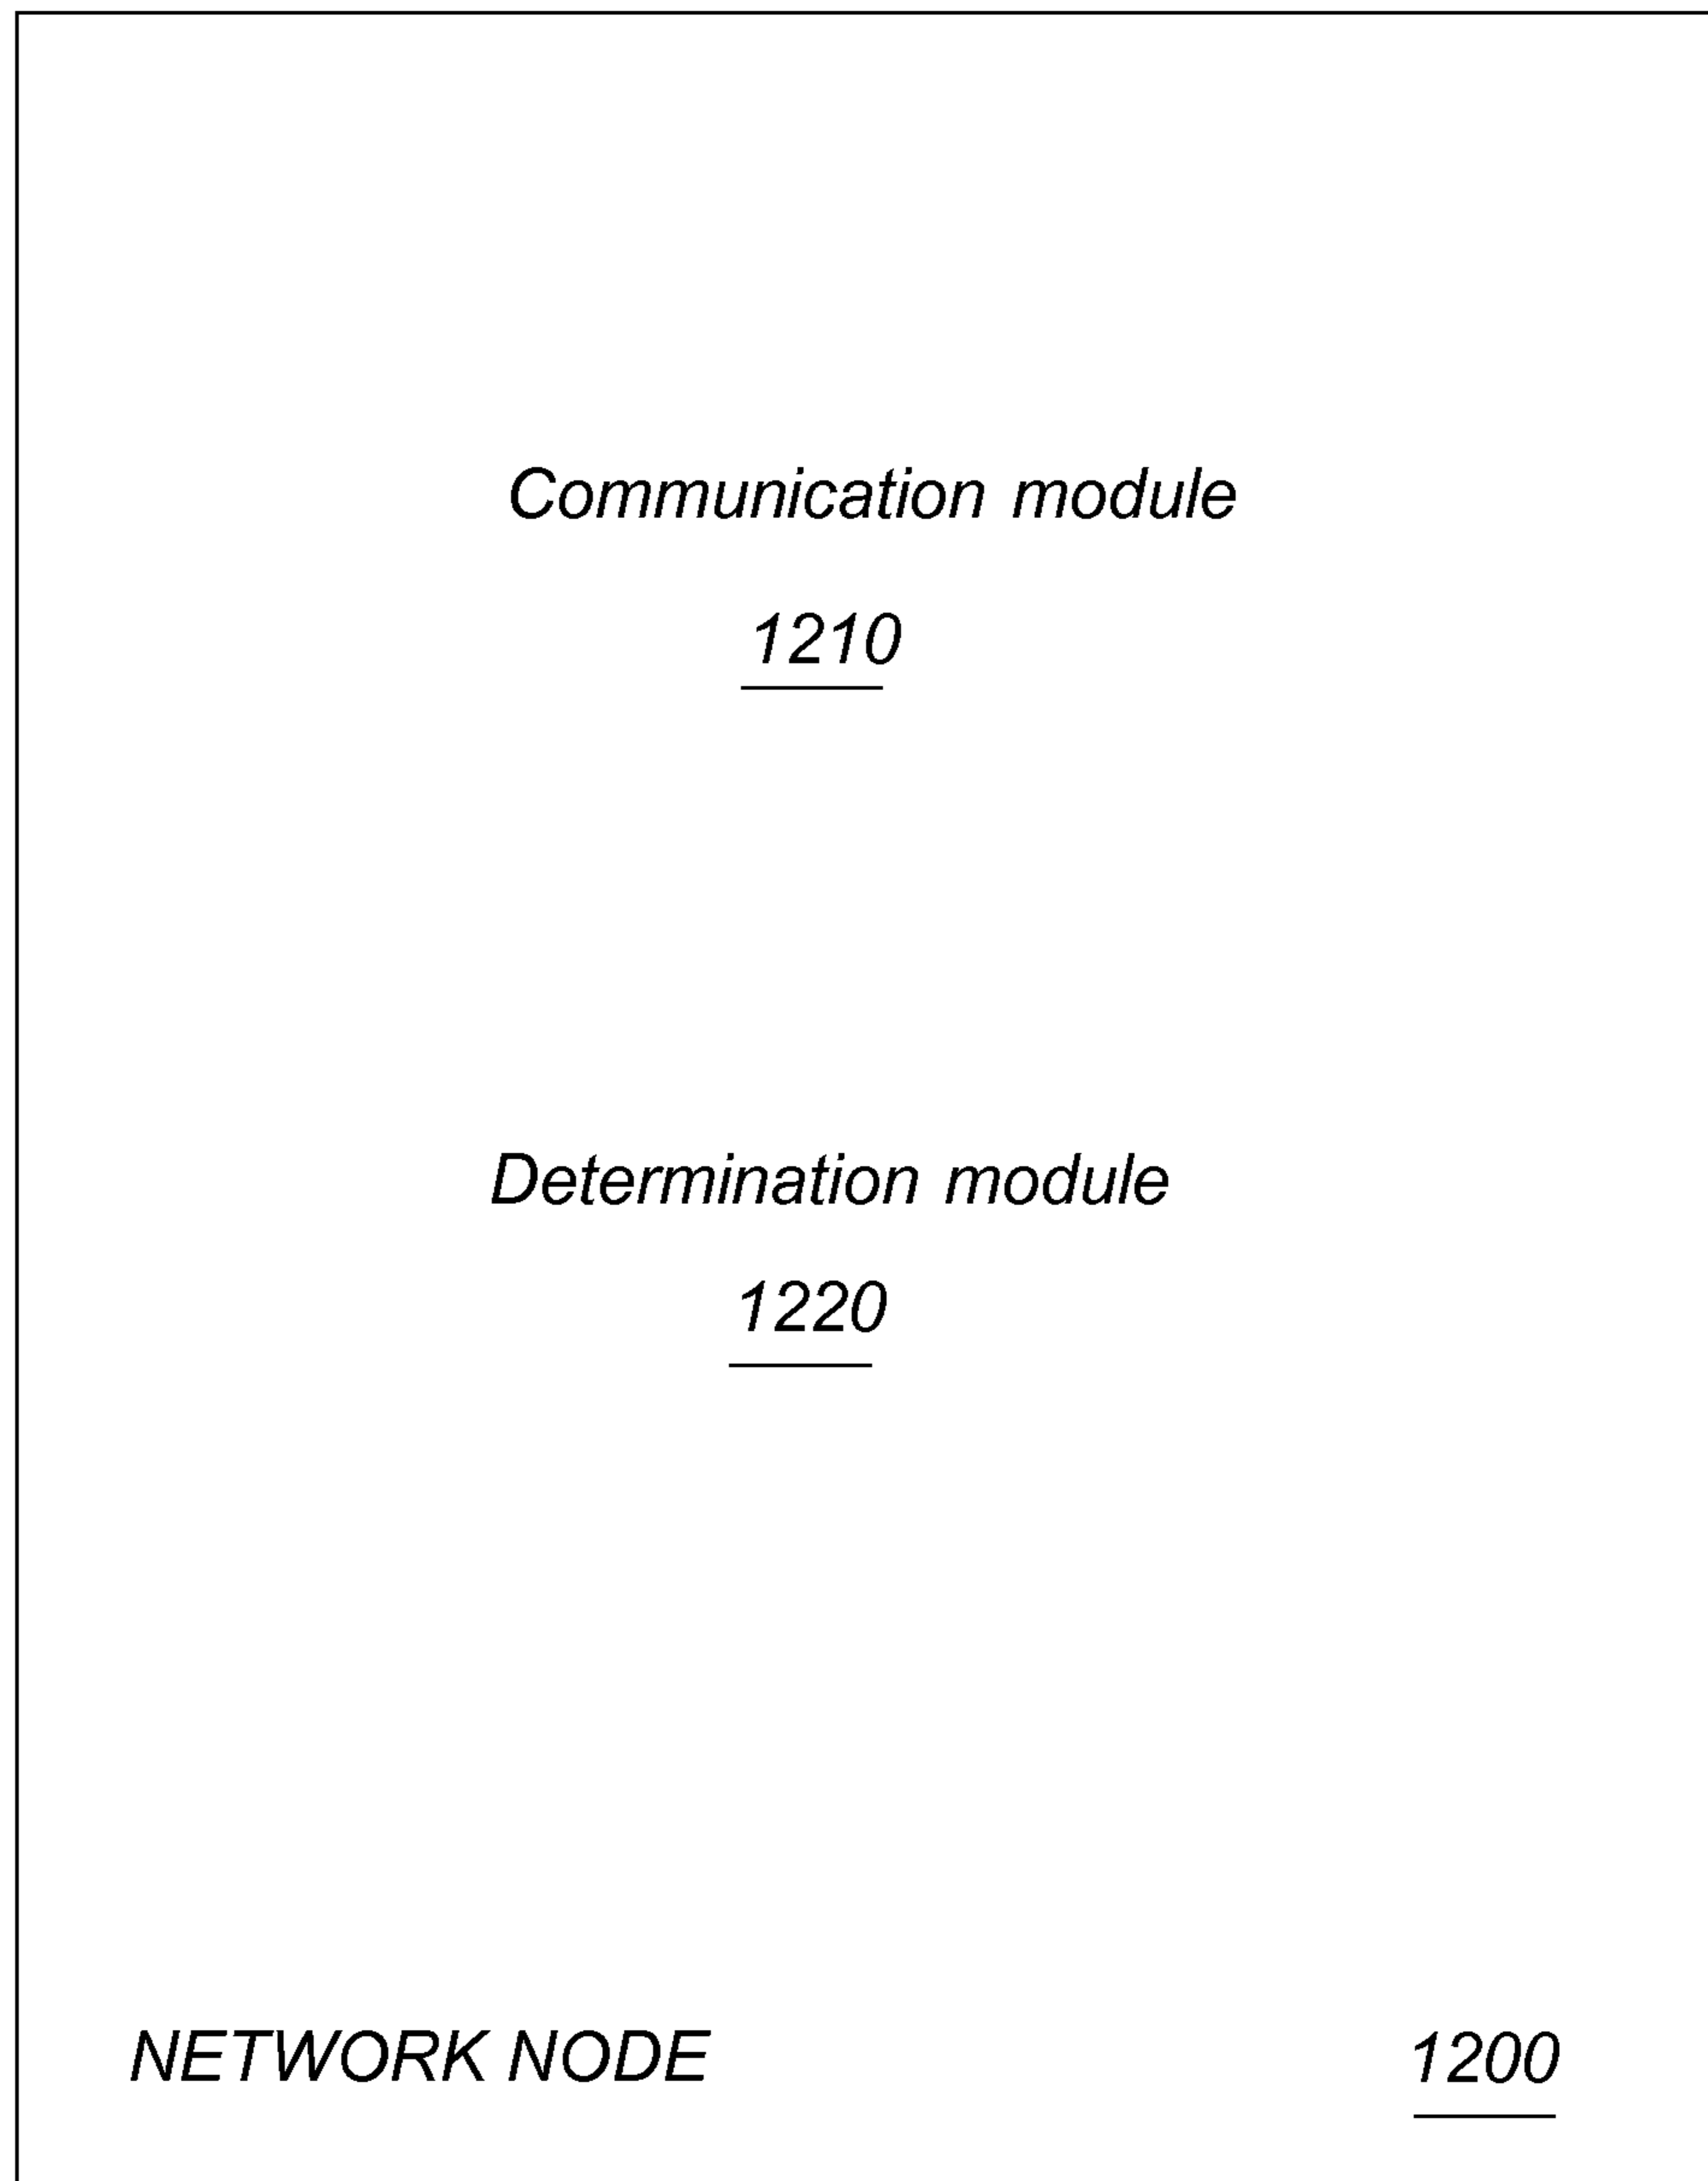 Communication module
1210
Determination module
1220
NETWORK NODE 1200